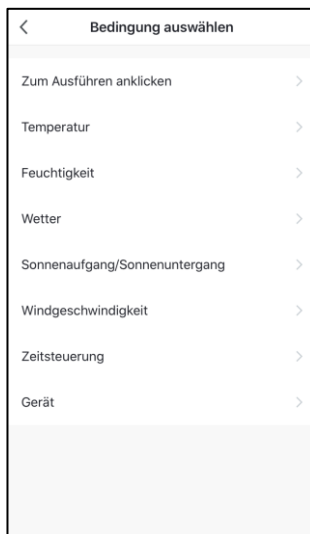 Bedingung auswählen
Zum Ausführen anklicken
Temperatur
Feuchtigkeit
Wetter
Sonnenaufgang/Sonnenuntergang
Windgeschwindigkeit
Zeitsteuerung
Gerät